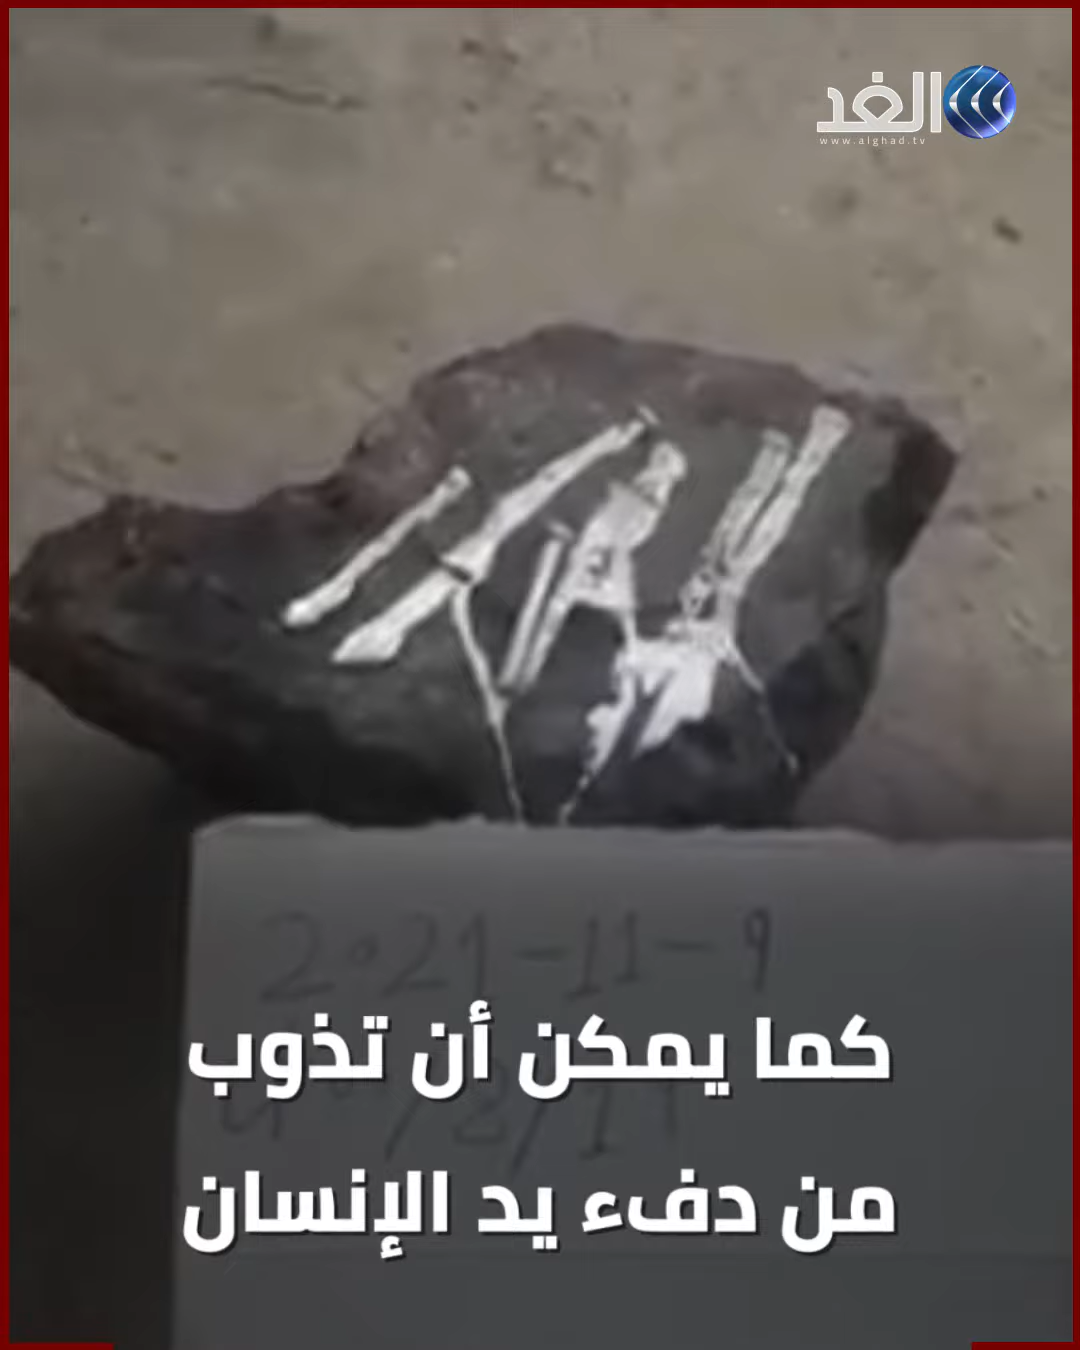 الغد
www.alghad.tv
2021-11-9
كما يمكن أن تذوب
من دفء يد الإنسان